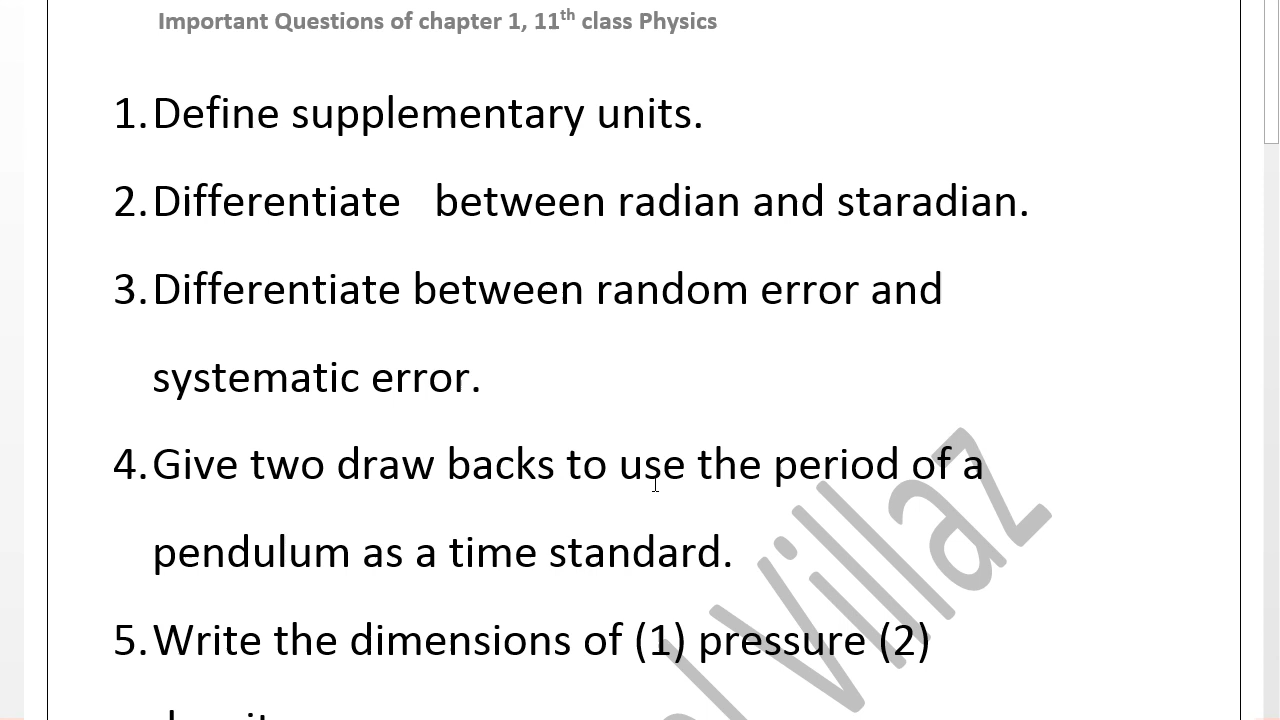 Important Questions of chapter 1, 11th class Physics
1. Define supplementary units.
2. Differentiate between radian and staradian.
3. Differentiate between random error and
systematic error.
4. Give two draw backs to use the period of a
pendulum as a time standard.
5. Write the dimensions of (1) pressure (2)
Villaz